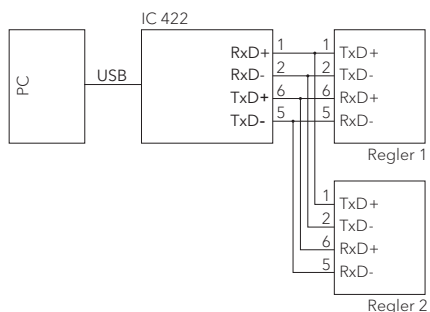 IC 422
PC
USB
RxD+ 1 1 TxD+
RxD- 2 2 TxD-
TxD+ 6 6 RxD+
TxD- 5 5 RxD-
Regler 1
1 TxD+
2 TxD-
6 RxD+
5 RxD-
Regler 2